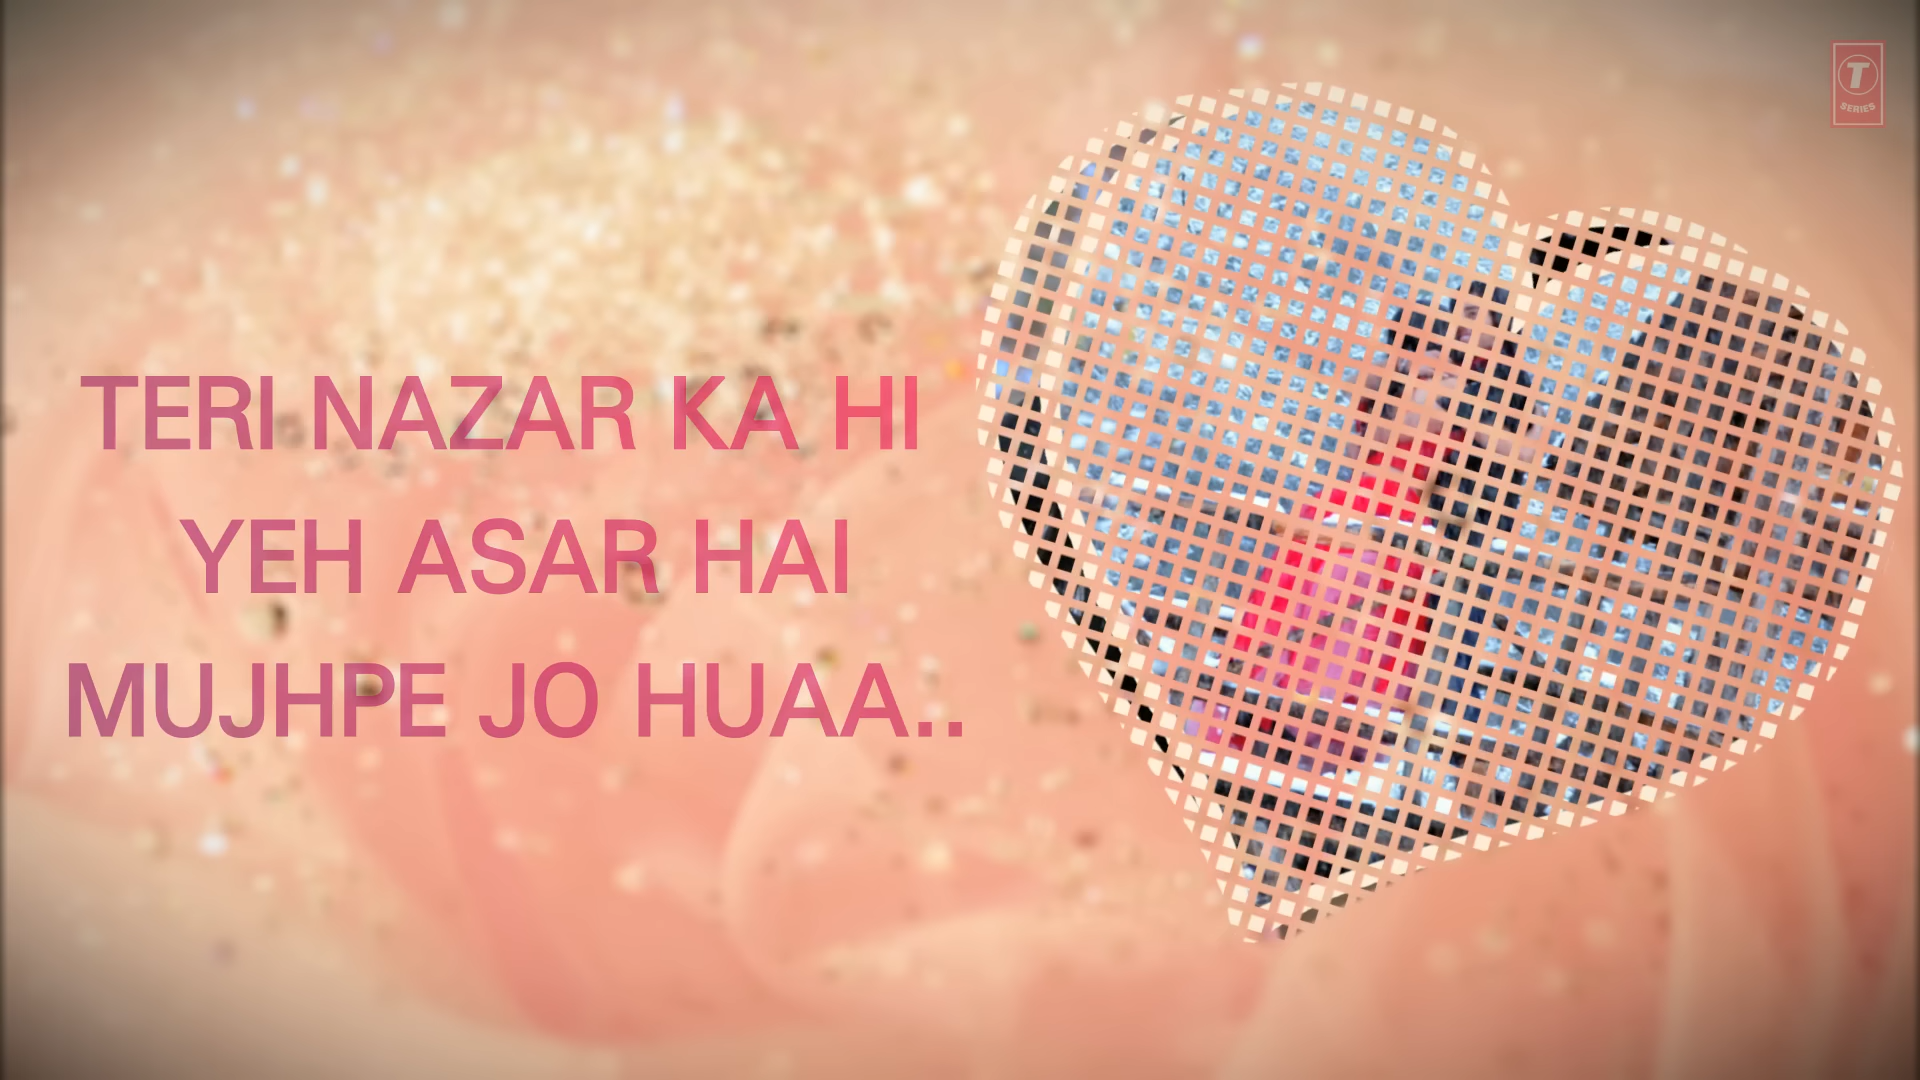 TERI NAZAR KA HI
YEH ASAR HAI
MUJHPE JO HUAA..
T
SERIES